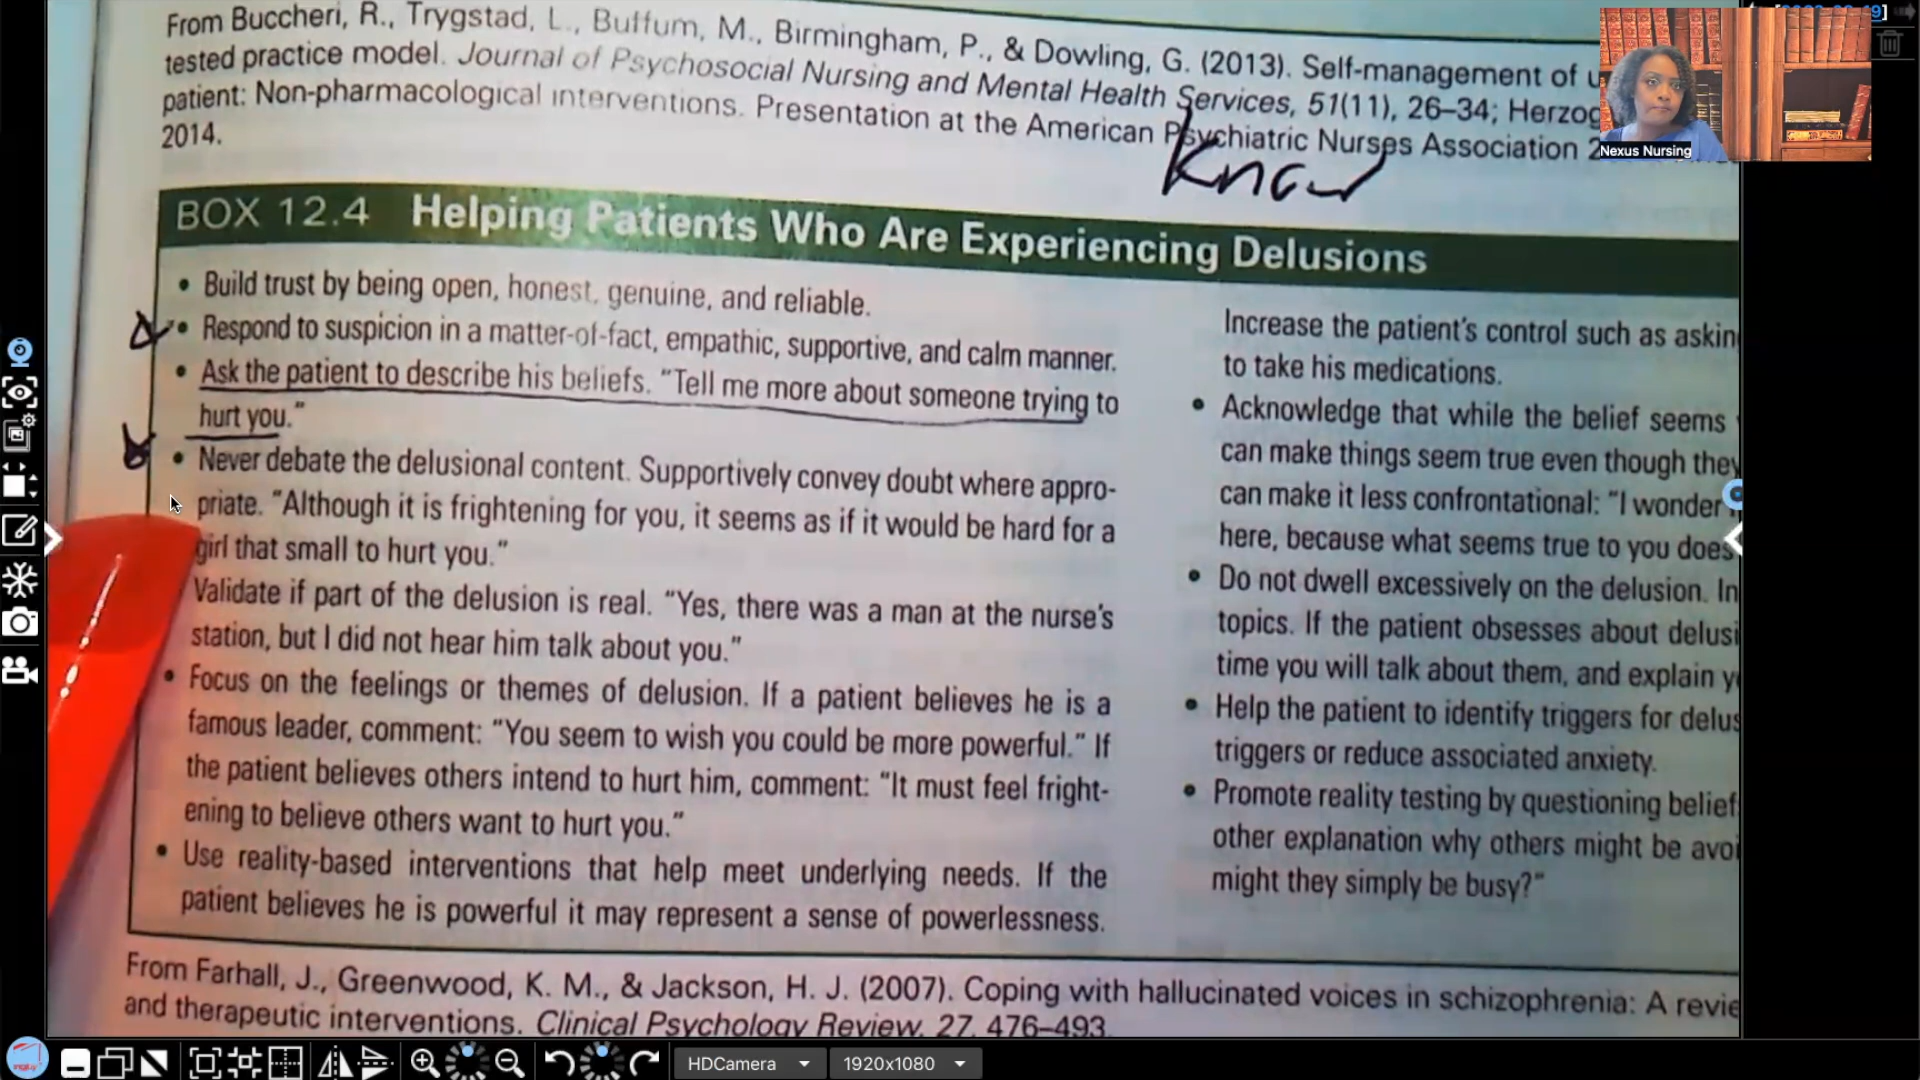 From Buccheri, R., Trygstad, L., Buffum, M., Birmingham, P., & Dowling, G. (2013). Self-management of u
tested practice model. Journal of Psychosocial Nursing and Mental Health Services, 51(11), 26–34; Herzog
patient: Non-pharmacological interventions. Presentation at the American Psychiatric Nurses Association 2
2014.
Nexus Nursing
Know
BOX 12.4 Helping Patients Who Are Experiencing Delusions
• Build trust by being open, honest, genuine, and reliable.
• Respond to suspicion in a matter-of-fact, empathic, supportive, and calm manner.
• Ask the patient to describe his beliefs. "Tell me more about someone trying to
hurt you."
• Never debate the delusional content. Supportively convey doubt where appro-
priate. "Although it is frightening for you, it seems as if it would be hard for a
girl that small to hurt you."
Validate if part of the delusion is real. "Yes, there was a man at the nurse's
station, but I did not hear him talk about you."
• Focus on the feelings or themes of delusion. If a patient believes he is a
famous leader, comment: "You seem to wish you could be more powerful." If
the patient believes others intend to hurt him, comment: "It must feel fright-
ening to believe others want to hurt you."
• Use reality-based interventions that help meet underlying needs. If the
patient believes he is powerful it may represent a sense of powerlessness.
Increase the patient's control such as asking
to take his medications.
• Acknowledge that while the belief seems
can make things seem true even though they
can make it less confrontational: "I wonder
here, because what seems true to you does
• Do not dwell excessively on the delusion. In
topics. If the patient obsesses about delusi
time you will talk about them, and explain y
• Help the patient to identify triggers for delus
triggers or reduce associated anxiety.
• Promote reality testing by questioning belief
other explanation why others might be avoi
might they simply be busy?"
From Farhall, J., Greenwood, K. M., & Jackson, H. J. (2007). Coping with hallucinated voices in schizophrenia: A revie
and therapeutic interventions. Clinical Psychology Review, 27, 476–493.
HDCamera
1920x1080